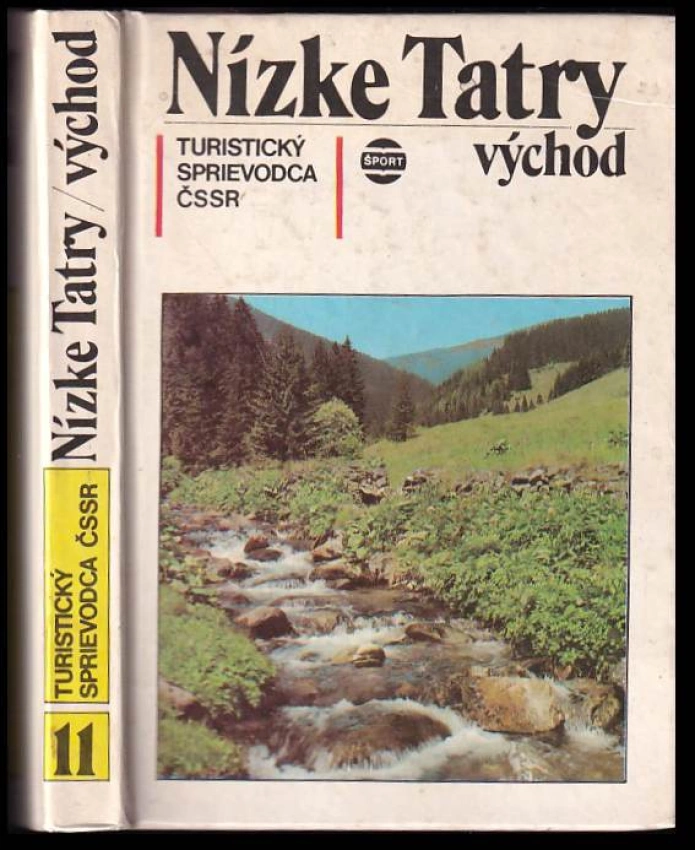 Nízke Tatry
východ
TURISTICKÝ
SPRIEVODCA
ČSSR
ŠPORT
Nízke Tatry / východ
TURISTICKÝ
SPRIEVODCA ČSSR
11